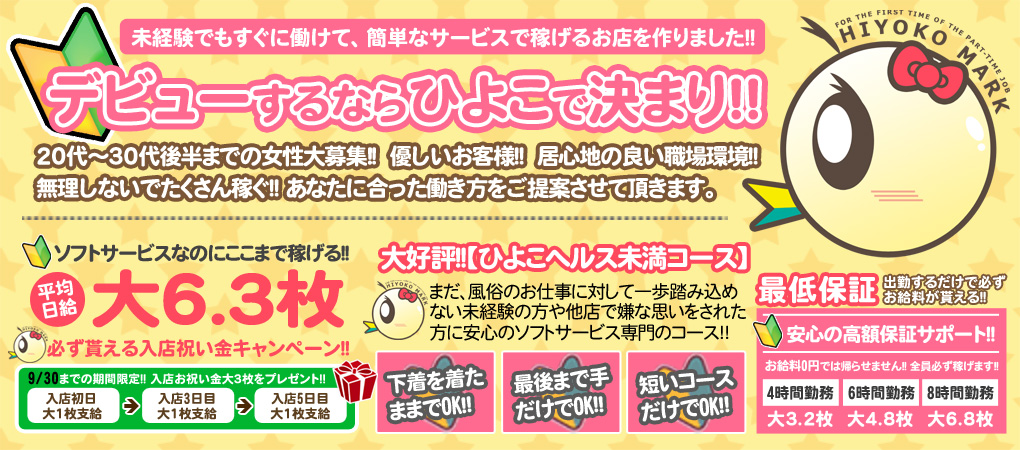 未経験でもすぐに働けて、簡単なサービスで稼げるお店を作りました!!
デビューするならひよこで決まり!!
20代～30代後半までの女性大募集!! 優しいお客様!! 居心地の良い職場環境!!
無理しないでたくさん稼ぐ!! あなたに合った働き方をご提案させて頂きます。
FOR THE FIRST TIME OF THE PART-TIME JOB
HIYOKO MARK
ソフトサービスなのにここまで稼げる!!
平均
日給
大6.3枚
必ず貰える入店祝い金キャンペーン!!
9/30までの期間限定!! 入店お祝い金大3枚をプレゼント!!
入店初日
大1枚支給
入店3日目
大1枚支給
入店5日目
大1枚支給
大好評!!【ひよこヘルス未満コース】
HIYOKO MARK
まだ、風俗のお仕事に対して一歩踏み込め
ない未経験の方や他店で嫌な思いをされた
方に安心のソフトサービス専門のコース!!
下着を着た
ままでOK!!
最後まで手
だけでOK!!
短いコース
だけでOK!!
最低保証
出勤するだけで必ず
お給料が貰える!!
安心の高額保証サポート!!
お給料0円では帰らせません!! 全員必ず稼げます!!
4時間勤務 6時間勤務 8時間勤務
大3.2枚 大4.8枚 大6.8枚